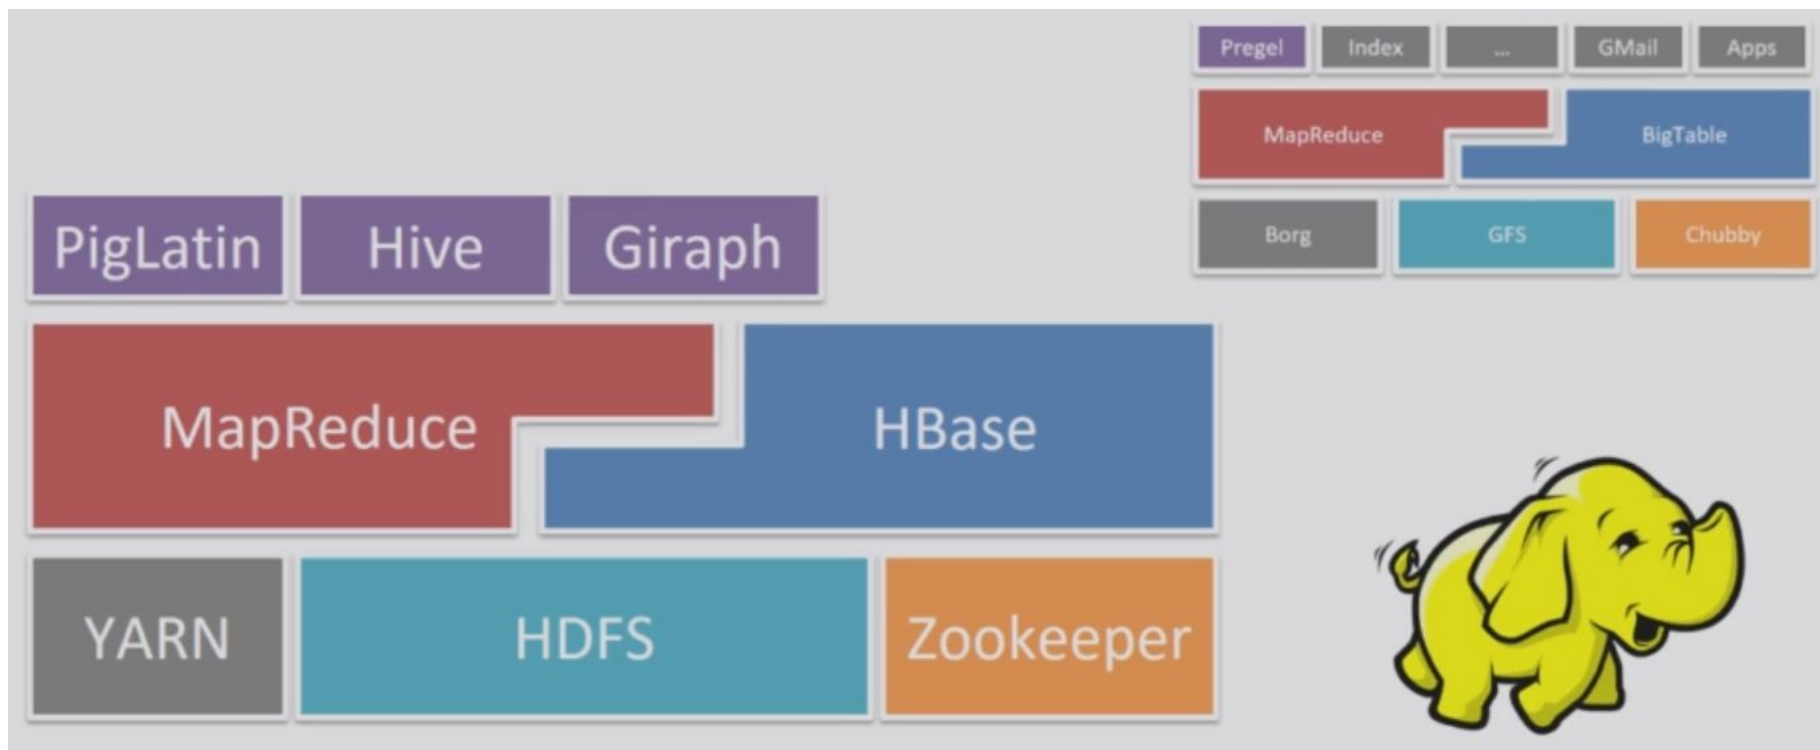 Pregel
Index
...
GMail
Apps
MapReduce
BigTable
Borg
GFS
Chubby
PigLatin
Hive
Giraph
MapReduce
HBase
YARN
HDFS
Zookeeper